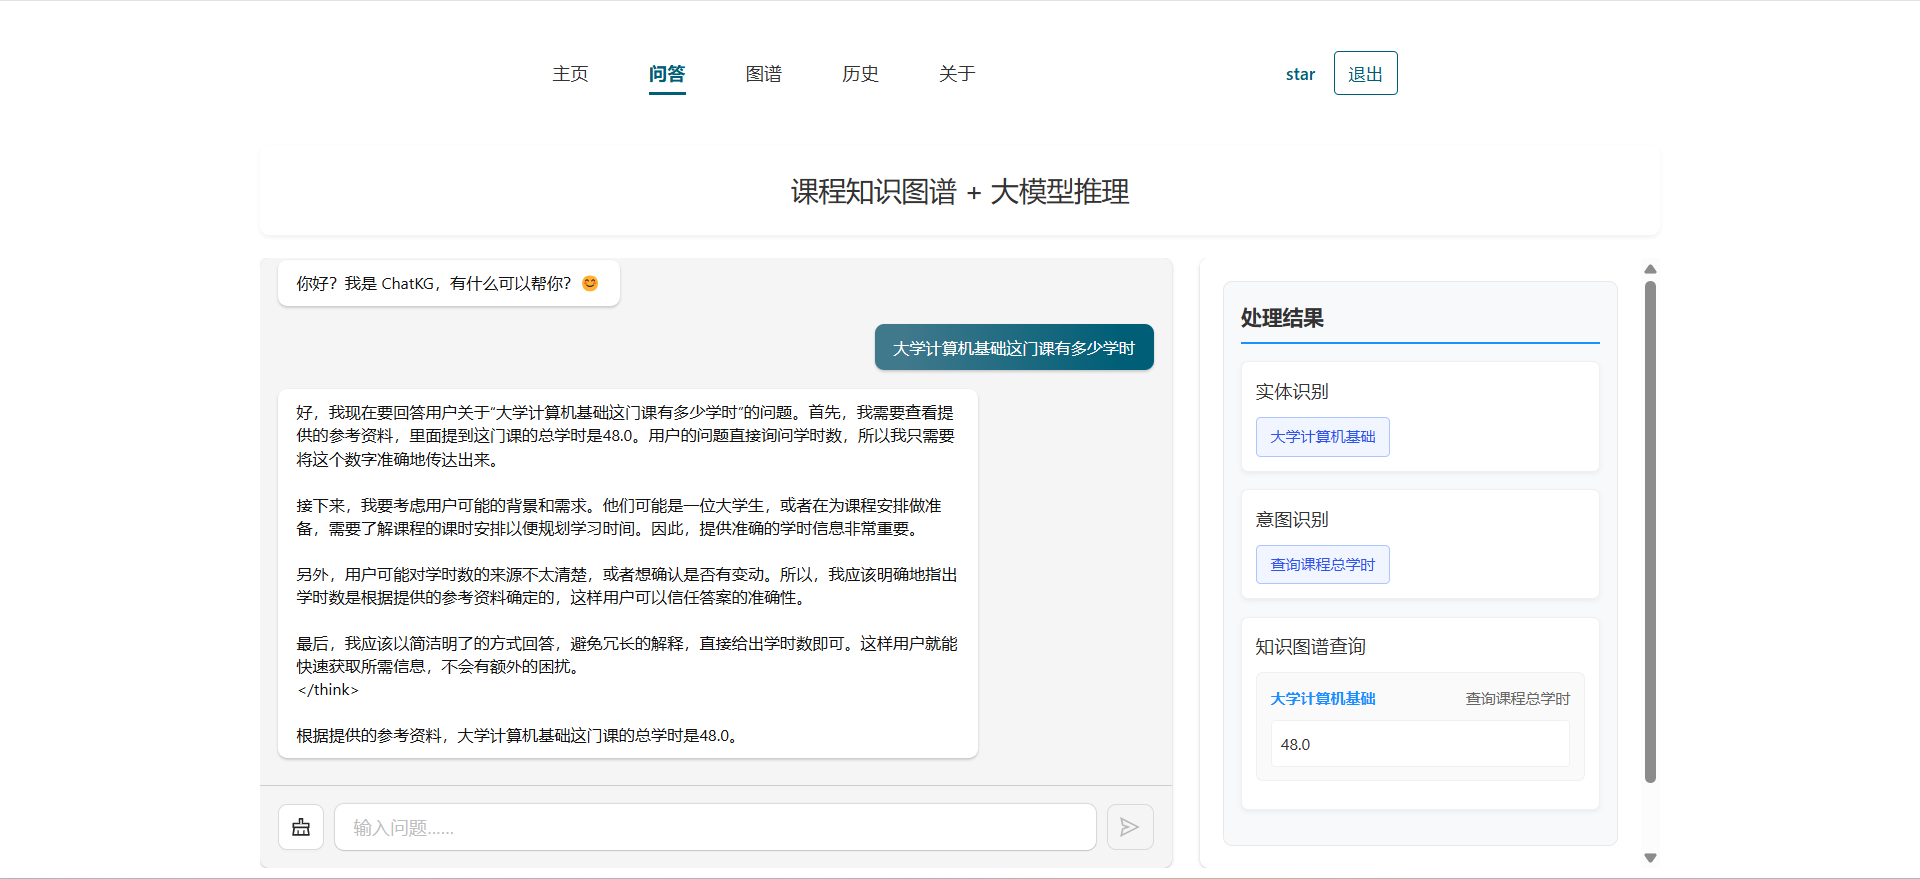 主页
问答
图谱
历史
关于
star
退出
课程知识图谱 + 大模型推理
你好？我是 ChatKG，有什么可以帮你？😊
大学计算机基础这门课有多少学时
好，我现在要回答用户关于"大学计算机基础这门课有多少学时"的问题。首先，我需要查看提
供的参考资料，里面提到这门课的总学时是48.0。用户的问题直接询问学时数，所以我只需要
将这个数字准确地传达出来。
接下来，我要考虑用户可能的背景和需求。他们可能是一位大学生，或者在为课程安排做准
备，需要了解课程的课时安排以便规划学习时间。因此，提供准确的学时信息非常重要。
另外，用户可能对学时数的来源不太清楚，或者想确认是否有变动。所以，我应该明确地指出
学时数是根据提供的参考资料确定的，这样用户可以信任答案的准确性。
最后，我应该以简洁明了的方式回答，避免冗长的解释，直接给出学时数即可。这样用户就能
快速获取所需信息，不会有额外的困扰。
</think>
根据提供的参考资料，大学计算机基础这门课的总学时是48.0。
输入问题......
处理结果
实体识别
大学计算机基础
意图识别
查询课程总学时
知识图谱查询
大学计算机基础 查询课程总学时
48.0